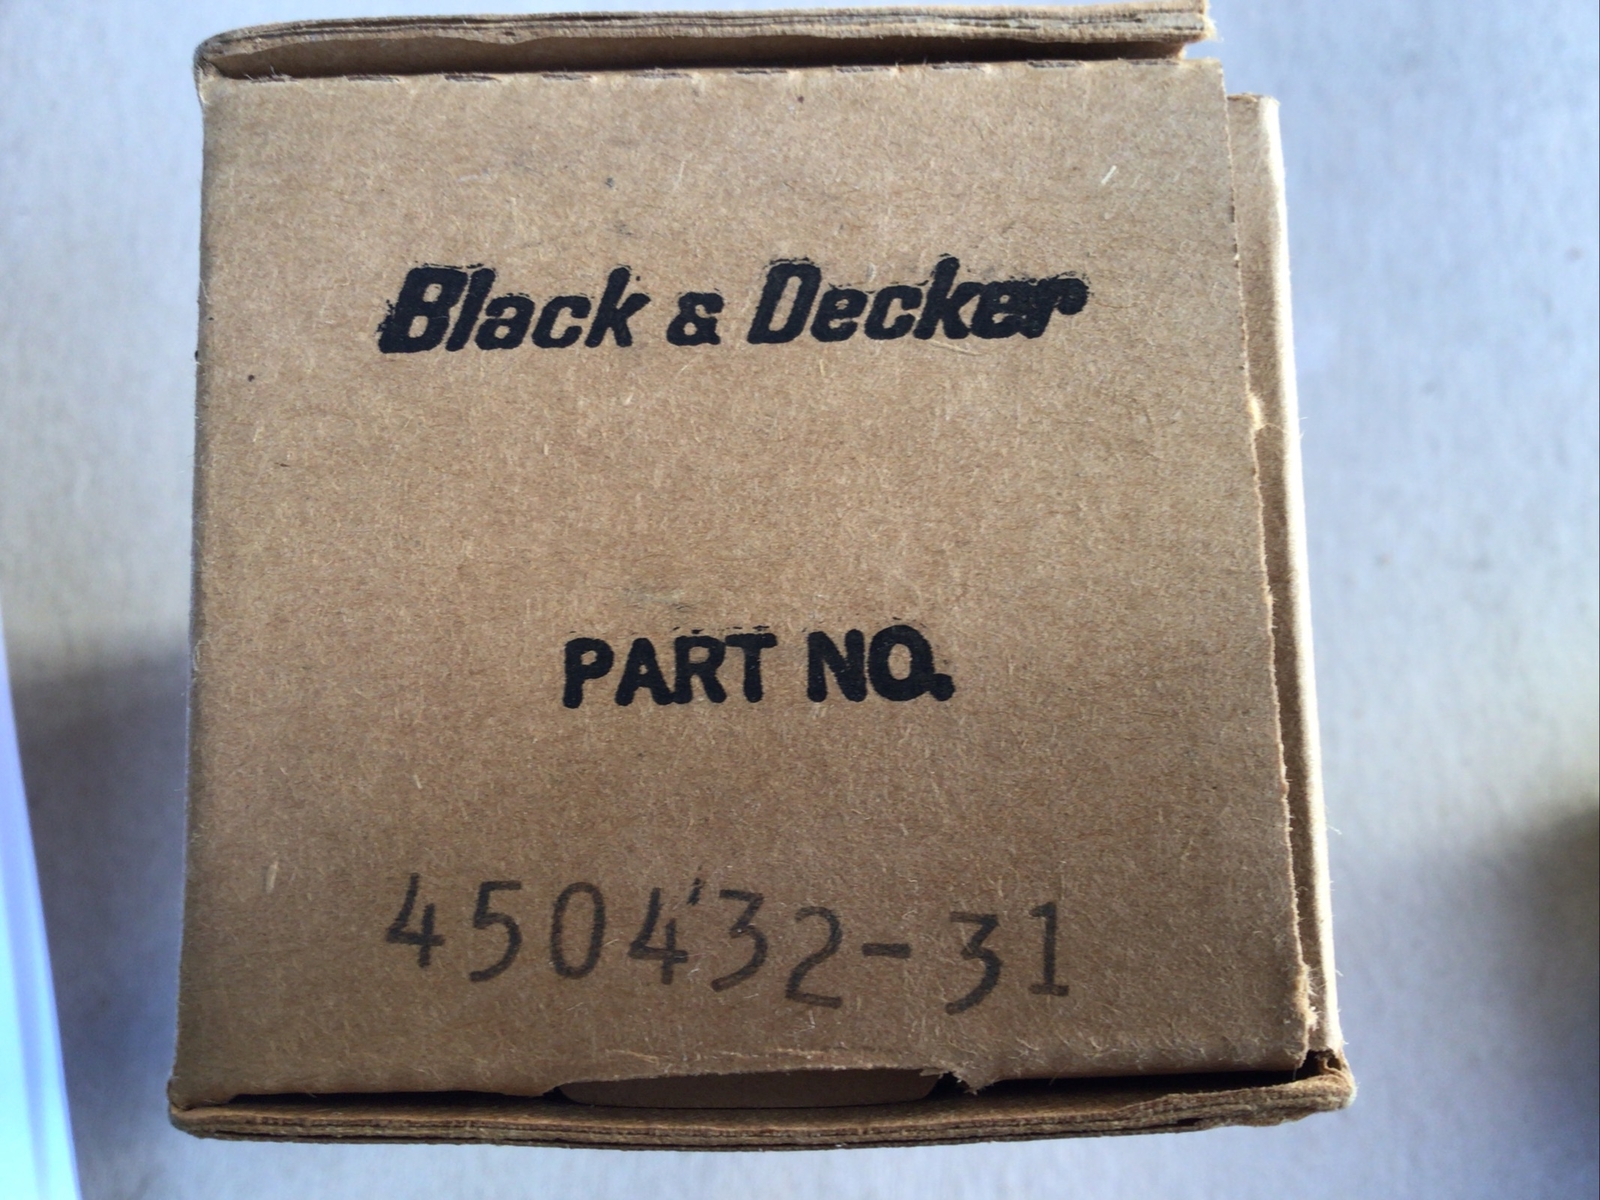 Black & Decker
PART NO.
450432-31